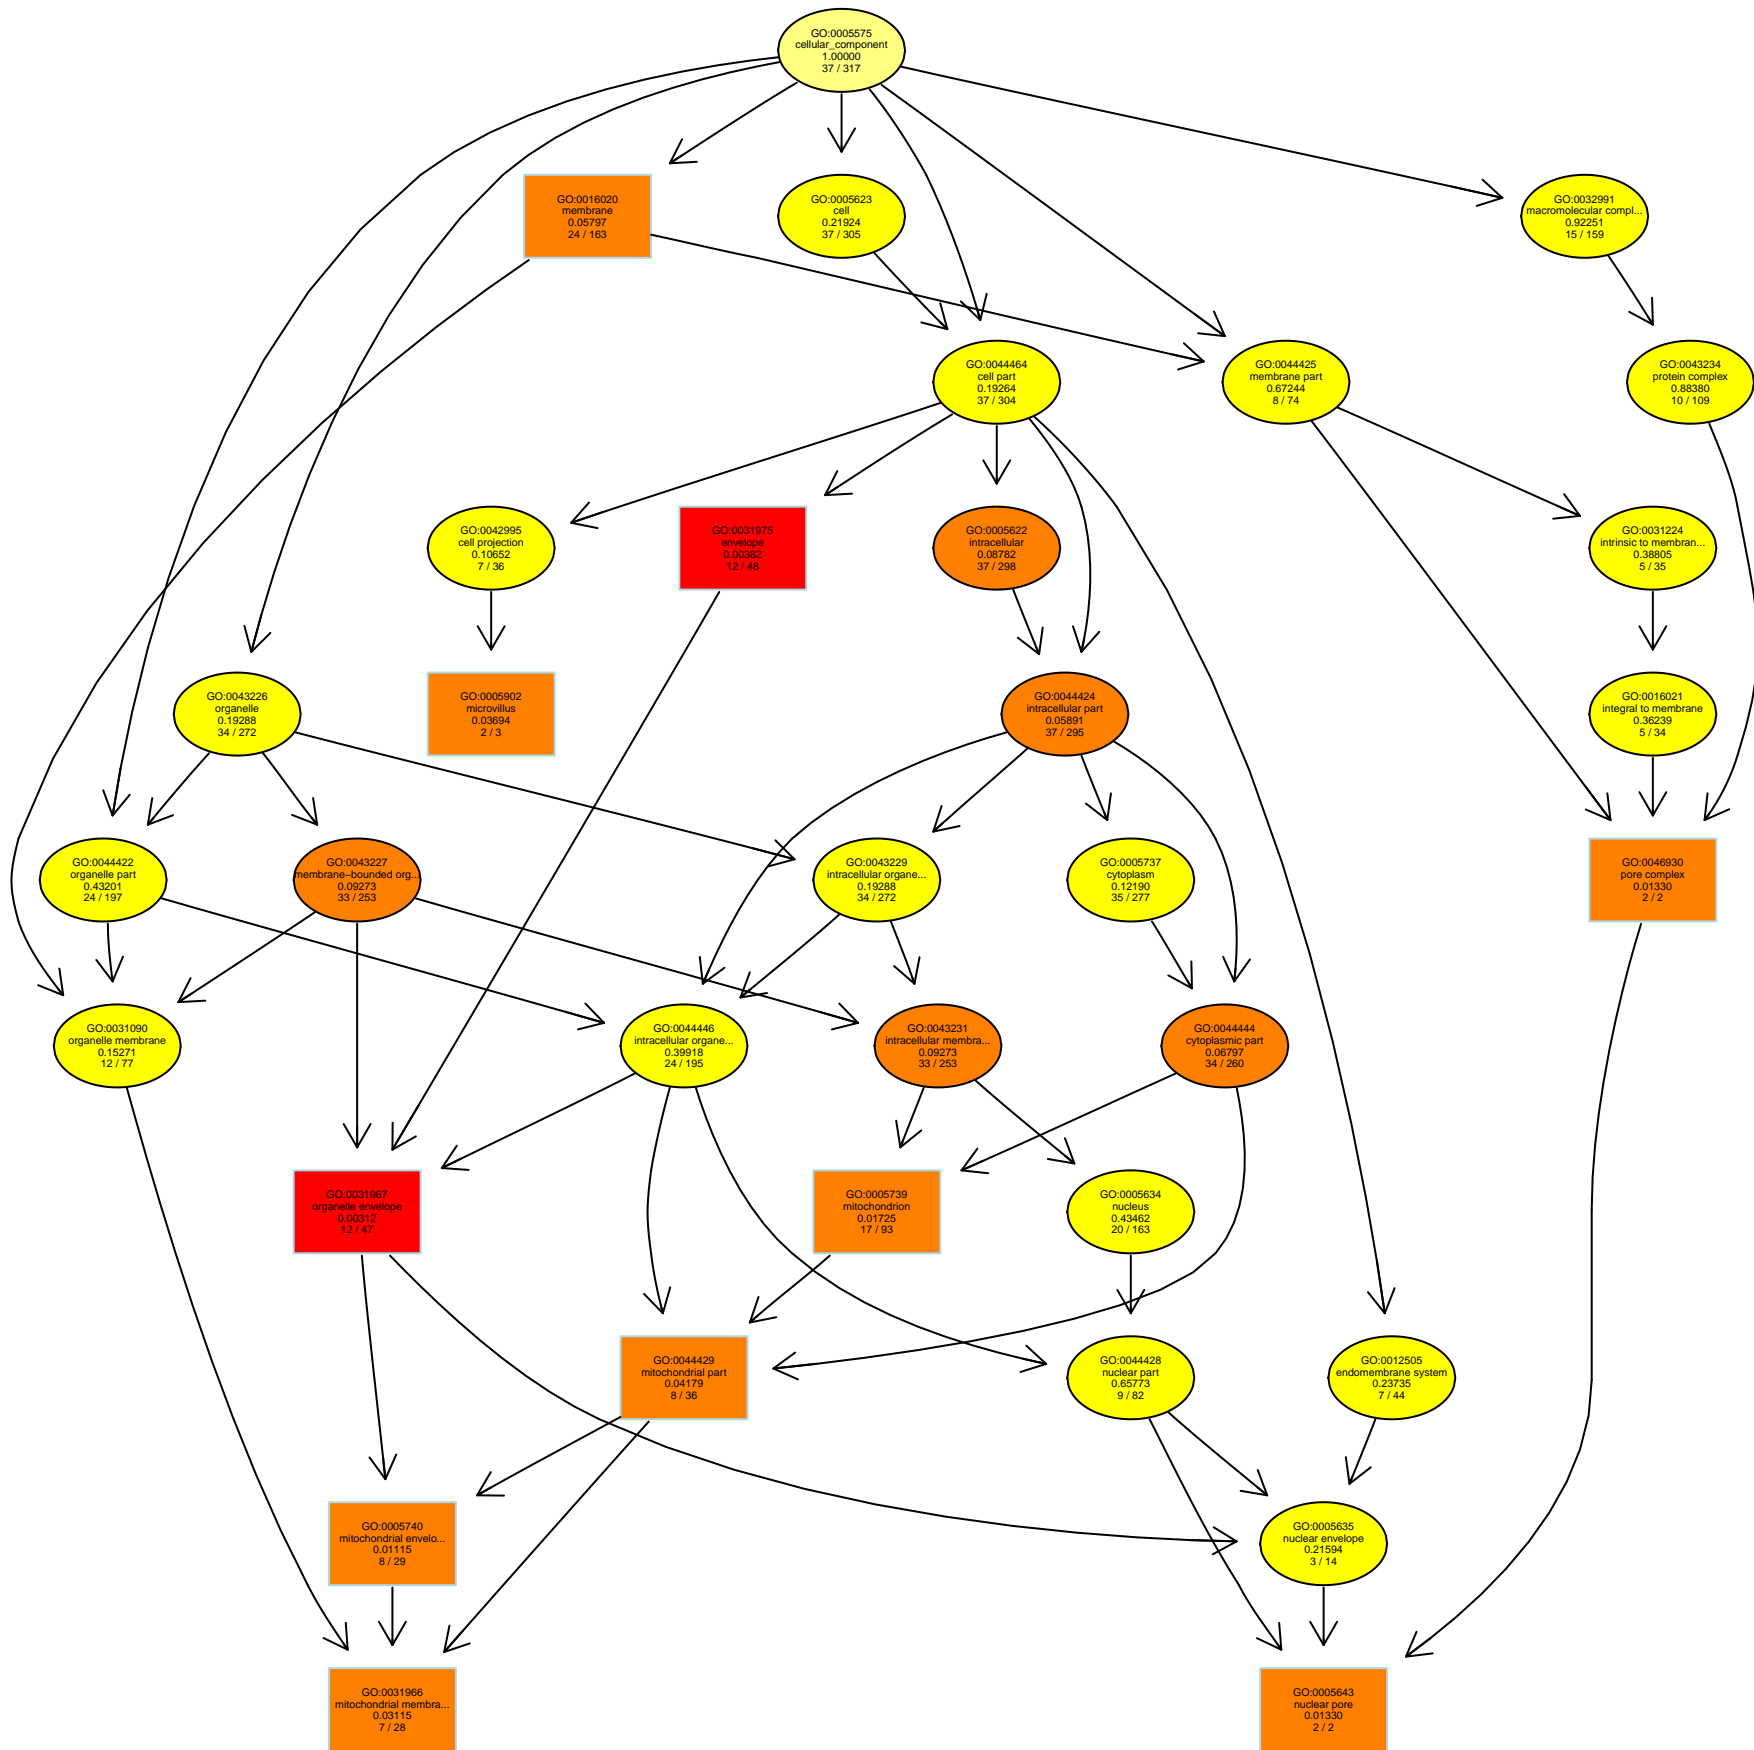 GO:0005575
cellular_component
1.00000
37 / 317
GO:0016020
membrane
0.05797
24 / 163
GO:0005623
cell
0.21924
37 / 305
GO:0032991
macromolecular compl...
0.92251
15 / 159
GO:0044464
cell part
0.19264
37 / 304
GO:0044425
membrane part
0.67244
8 / 74
GO:0043234
protein complex
0.88380
10 / 109
GO:0042995
cell projection
0.10652
7 / 36
GO:0031975
envelope
0.00382
12 / 48
GO:0005622
intracellular
0.08782
37 / 298
GO:0031224
intrinsic to membran...
0.38805
5 / 35
GO:0043226
organelle
0.19288
34 / 272
GO:0005902
microvillus
0.03694
2 / 3
GO:0044424
intracellular part
0.05891
37 / 295
GO:0016021
integral to membrane
0.36239
5 / 34
GO:0044422
organelle part
0.43201
24 / 197
GO:0043227
membrane−bounded org...
0.09273
33 / 253
GO:0043229
intracellular organe...
0.19288
34 / 272
GO:0005737
cytoplasm
0.12190
35 / 277
GO:0046930
pore complex
0.01330
2 / 2
GO:0031090
organelle membrane
0.15271
12 / 77
GO:0044446
intracellular organe...
0.39918
24 / 195
GO:0043231
intracellular membra...
0.09273
33 / 253
GO:0044444
cytoplasmic part
0.06797
34 / 260
GO:0031967
organelle envelope
0.00312
12 / 47
GO:0005739
mitochondrion
0.01725
17 / 93
GO:0005634
nucleus
0.43462
20 / 163
GO:0044429
mitochondrial part
0.04179
8 / 36
GO:0044428
nuclear part
0.65773
9 / 82
GO:0012505
endomembrane system
0.23735
7 / 44
GO:0005740
mitochondrial envelo...
0.01115
8 / 29
GO:0005635
nuclear envelope
0.21594
3 / 14
GO:0031966
mitochondrial membra...
0.03115
7 / 28
GO:0005643
nuclear pore
0.01330
2 / 2